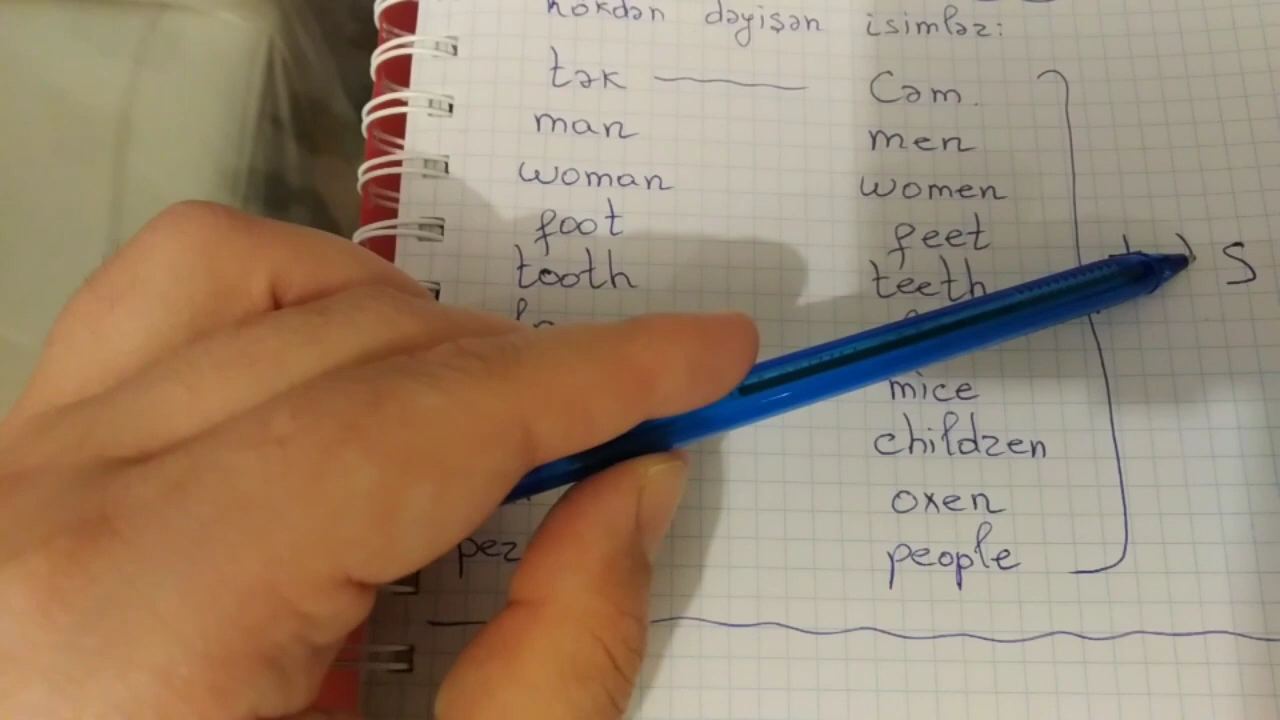 kökdən dəyişən isimlər:
tək — Cəm.
man men
woman women
foot feet
tooth teeth S
mice
children
oxen
people